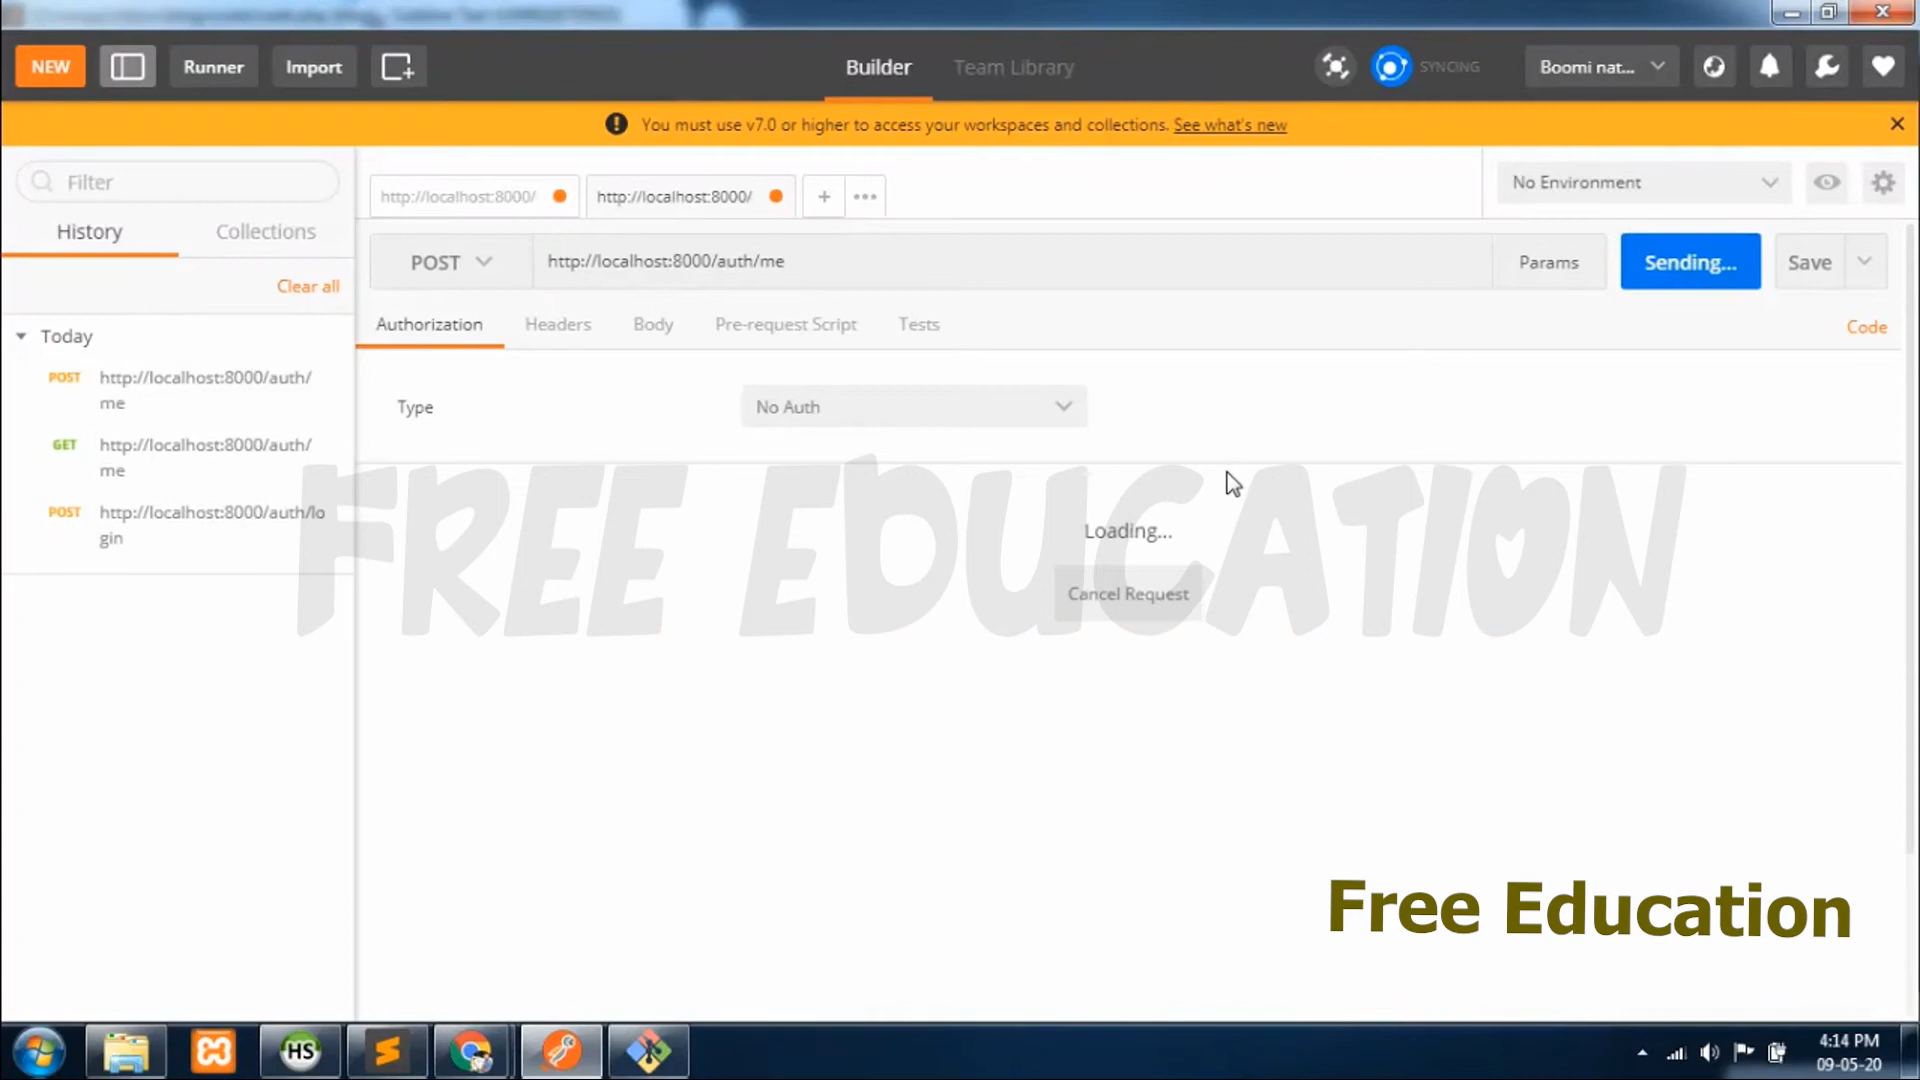 NEW
Runner
Import
Builder
Team Library
SYNCING
Boomi nat...
You must use v7.0 or higher to access your workspaces and collections. See what's new
Filter
History
Collections
Clear all
Today
POST http://localhost:8000/auth/
me
GET http://localhost:8000/auth/
me
POST http://localhost:8000/auth/lo
gin
http://localhost:8000/
http://localhost:8000/
+
No Environment
POST
http://localhost:8000/auth/me
Params
Sending...
Save
Authorization
Headers
Body
Pre-request Script
Tests
Code
Type
No Auth
Loading...
Cancel Request
FREE EDUCATION
Free Education
HS
4:14 PM
09-05-20